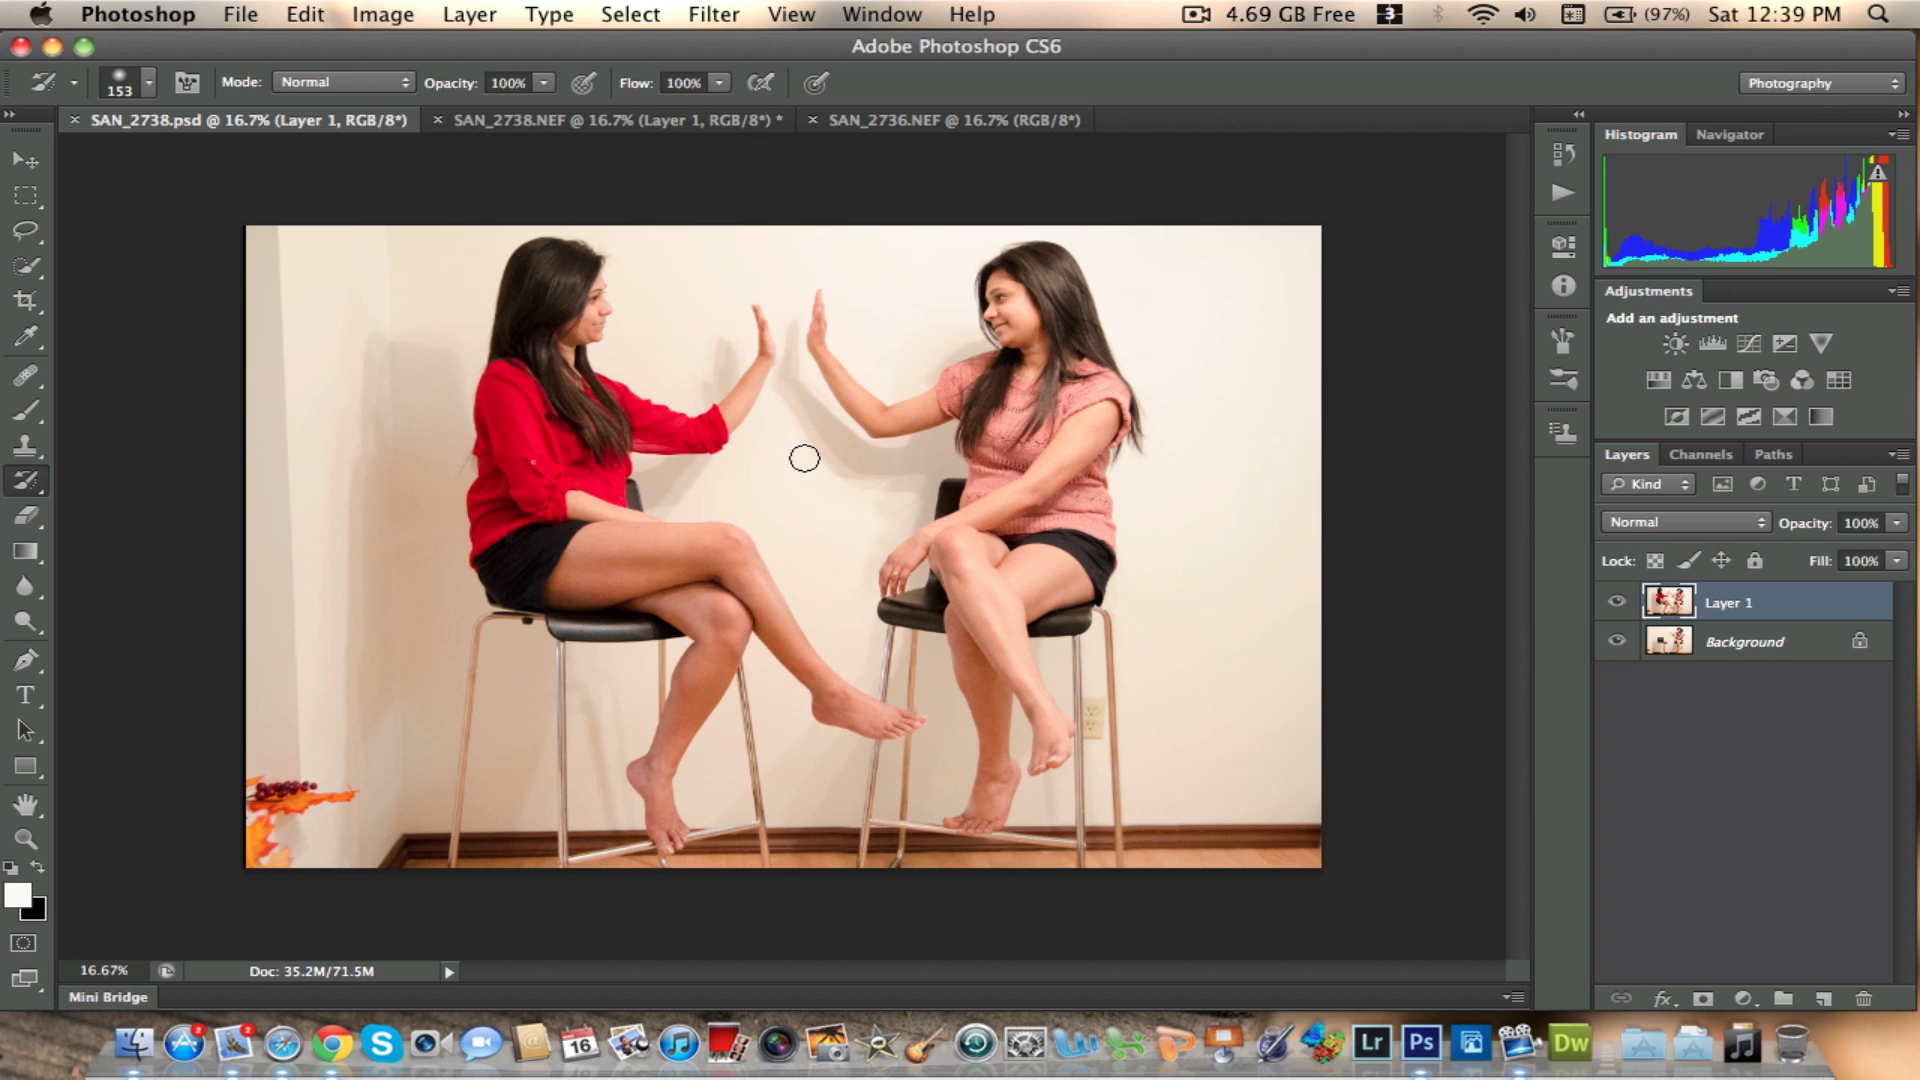 Photoshop File Edit Image Layer Type Select Filter View Window Help 4.69 GB Free 3 (97%) Sat 12:39 PM
Adobe Photoshop CS6
153 Mode: Normal Opacity: 100% Flow: 100% Photography
SAN_2738.psd @ 16.7% (Layer 1, RGB/8*) SAN_2738.NEF @ 16.7% (Layer 1, RGB/8*) * SAN_2736.NEF @ 16.7% (RGB/8*)
Histogram Navigator
Adjustments
Add an adjustment
Layers Channels Paths
Kind
Normal Opacity: 100%
Lock: Fill: 100%
Layer 1
Background
16.67% Doc: 35.2M/71.5M
Mini Bridge
3 2 16 Lr Ps Dw